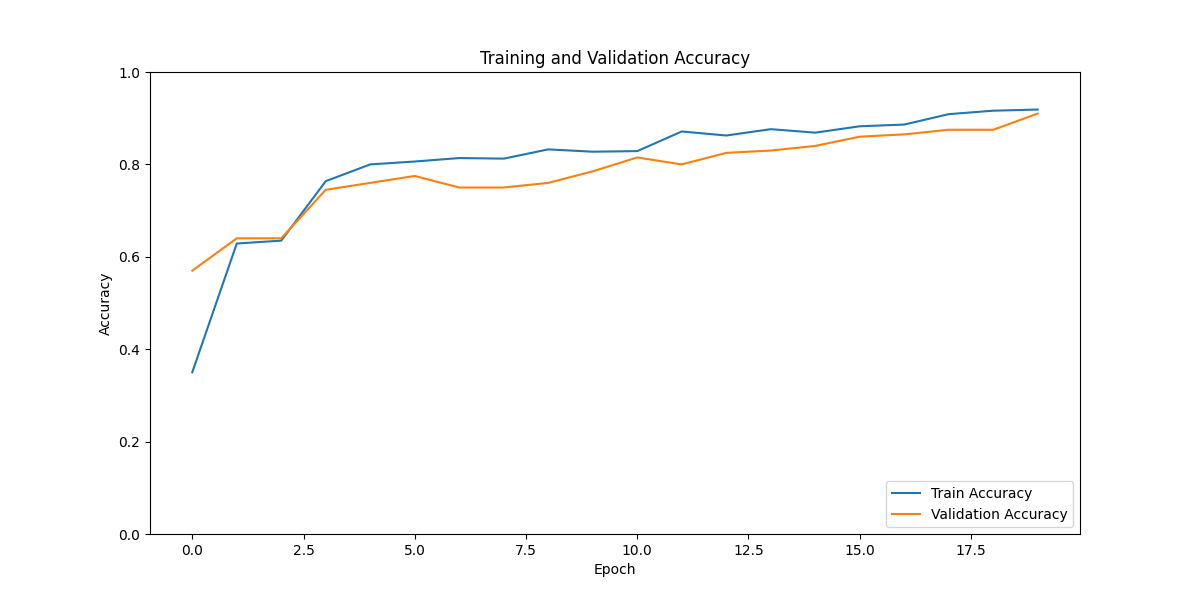 Training and Validation Accuracy
1.0
0.8
0.6
0.4
0.2
0.0
Accuracy
0.0 2.5 5.0 7.5 10.0 12.5 15.0 17.5
Epoch
Train Accuracy
Validation Accuracy